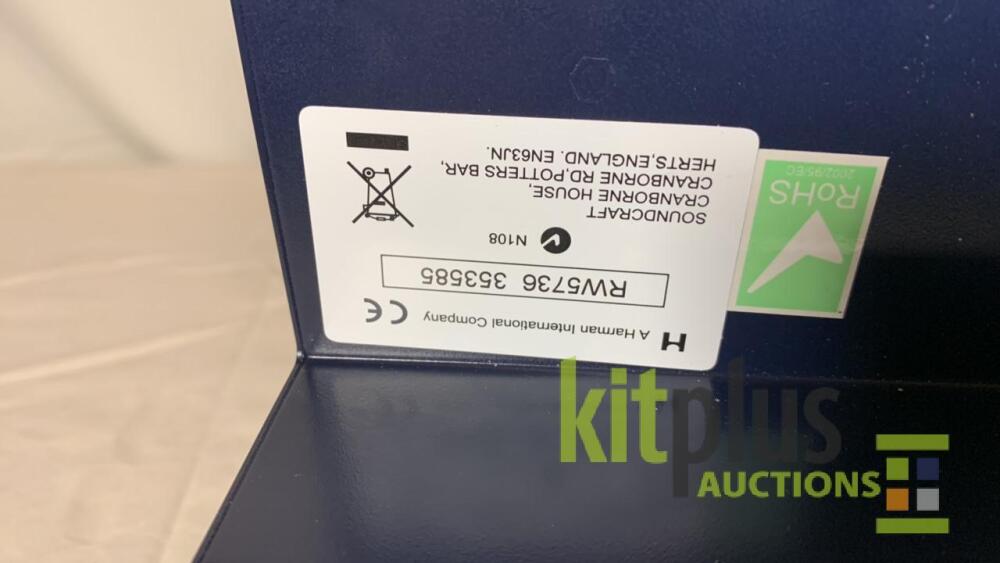 H A Harman International Company CE
RW5736 353585
N108
SOUNDCRAFT
CRANBORNE HOUSE,
CRANBORNE RD,POTTERS BAR,
HERTS,ENGLAND. EN63JN.
RoHS
2002/95/EC
kitplus
AUCTIONS